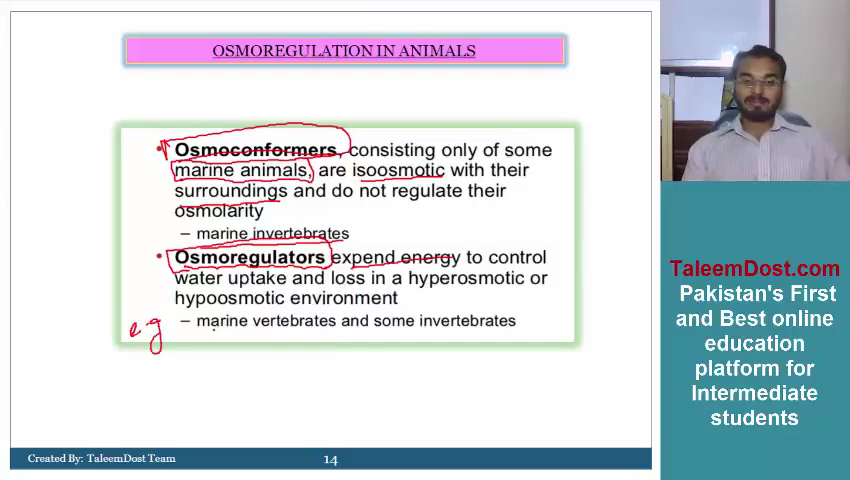 OSMOREGULATION IN ANIMALS
• Osmoconformers, consisting only of some
marine animals, are isoosmotic with their
surroundings and do not regulate their
osmolarity
– marine invertebrates
• Osmoregulators expend energy to control
water uptake and loss in a hyperosmotic or
hypoosmotic environment
e.g – marine vertebrates and some invertebrates
Created By: TaleemDost Team
14
TaleemDost.com
Pakistan's First
and Best online
education
platform for
Intermediate
students